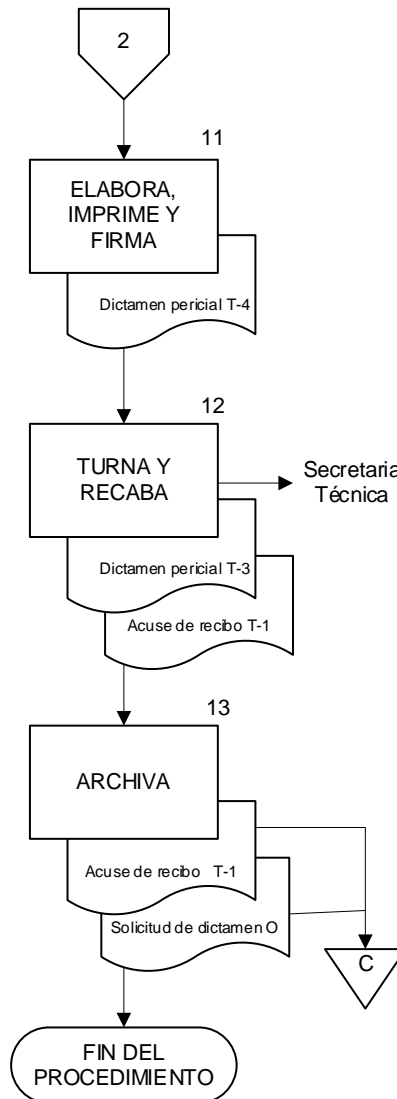 2
11
ELABORA,
IMPRIME Y
FIRMA
Dictamen pericial T-4
12
TURNA Y
RECABA
Secretaria
Técnica
Dictamen pericial T-3
Acuse de recibo T-1
13
ARCHIVA
Acuse de recibo T-1
Solicitud de dictamen O
C
FIN DEL
PROCEDIMIENTO